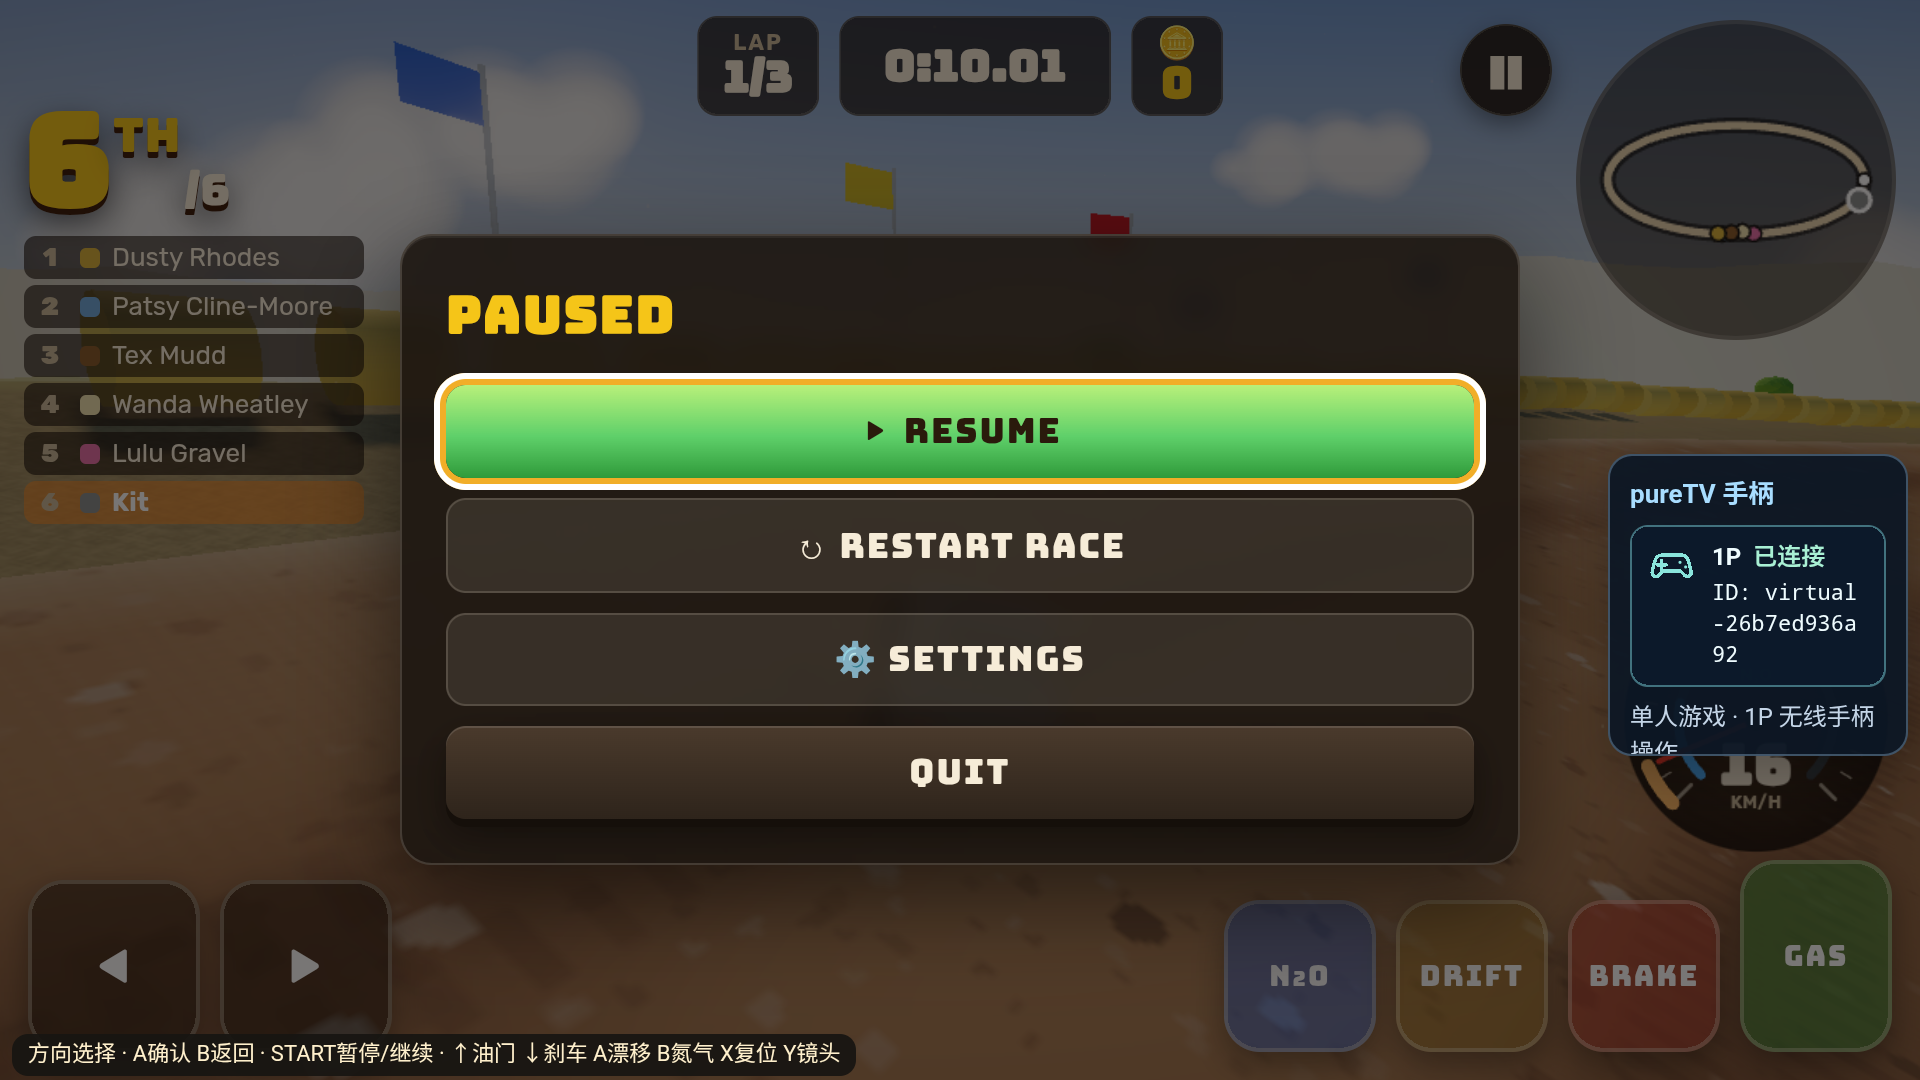 LAP
1/3
0:10.01
0
6TH
/6
1 Dusty Rhodes
2 Patsy Cline-Moore
3 Tex Mudd
4 Wanda Wheatley
5 Lulu Gravel
6 Kit
PAUSED
RESUME
RESTART RACE
SETTINGS
QUIT
pureTV 手柄
1P 已连接
ID: virtual
-26b7ed936a
92
单人游戏 · 1P 无线手柄
操作
16
KM/H
N2O
DRIFT
BRAKE
GAS
方向选择 · A确认 B返回 · START暂停/继续 · ↑油门 ↓刹车 A漂移 B氮气 X复位 Y镜头